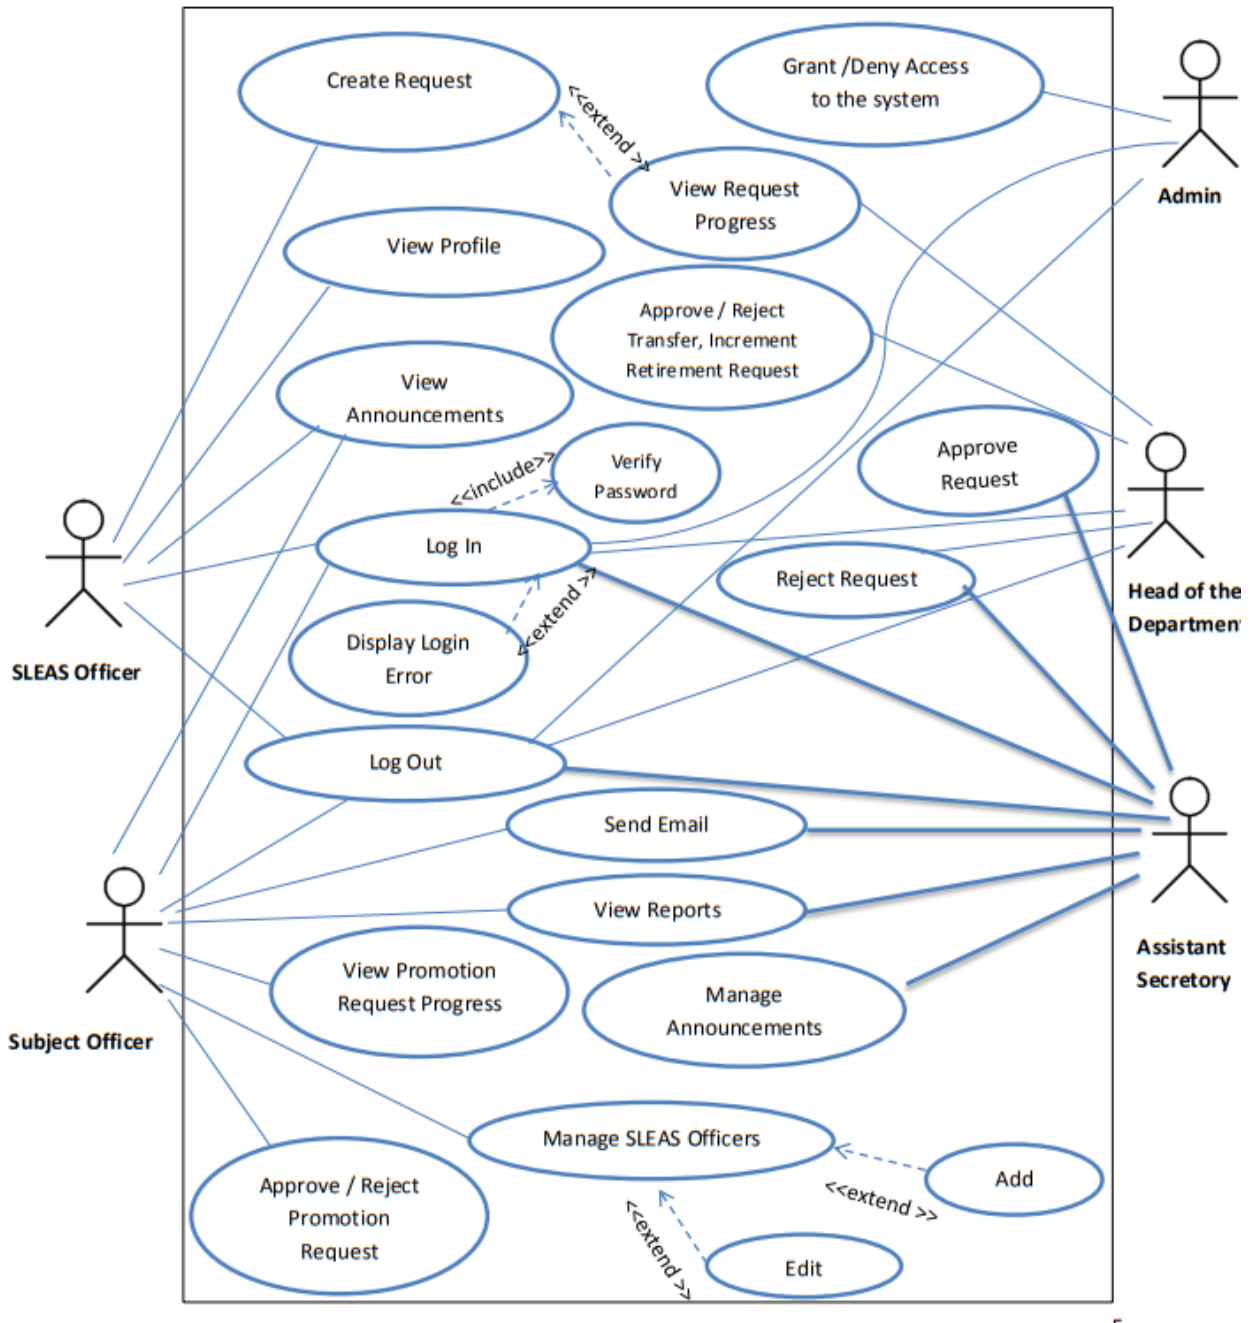 Create Request
<<extend >>
Grant /Deny Access
to the system
Admin
View Request
Progress
View Profile
Approve / Reject
Transfer, Increment
Retirement Request
View
Announcements
<<include>>
Verify
Password
Approve
Request
Log In
SLEAS Officer
Reject Request
Head of the
Department
<<extend >>
Display Login
Error
Log Out
Send Email
View Reports
Assistant
Secretory
View Promotion
Request Progress
Manage
Announcements
Subject Officer
Manage SLEAS Officers
Add
<<extend >>
Approve / Reject
Promotion
Request
<<extend >>
Edit